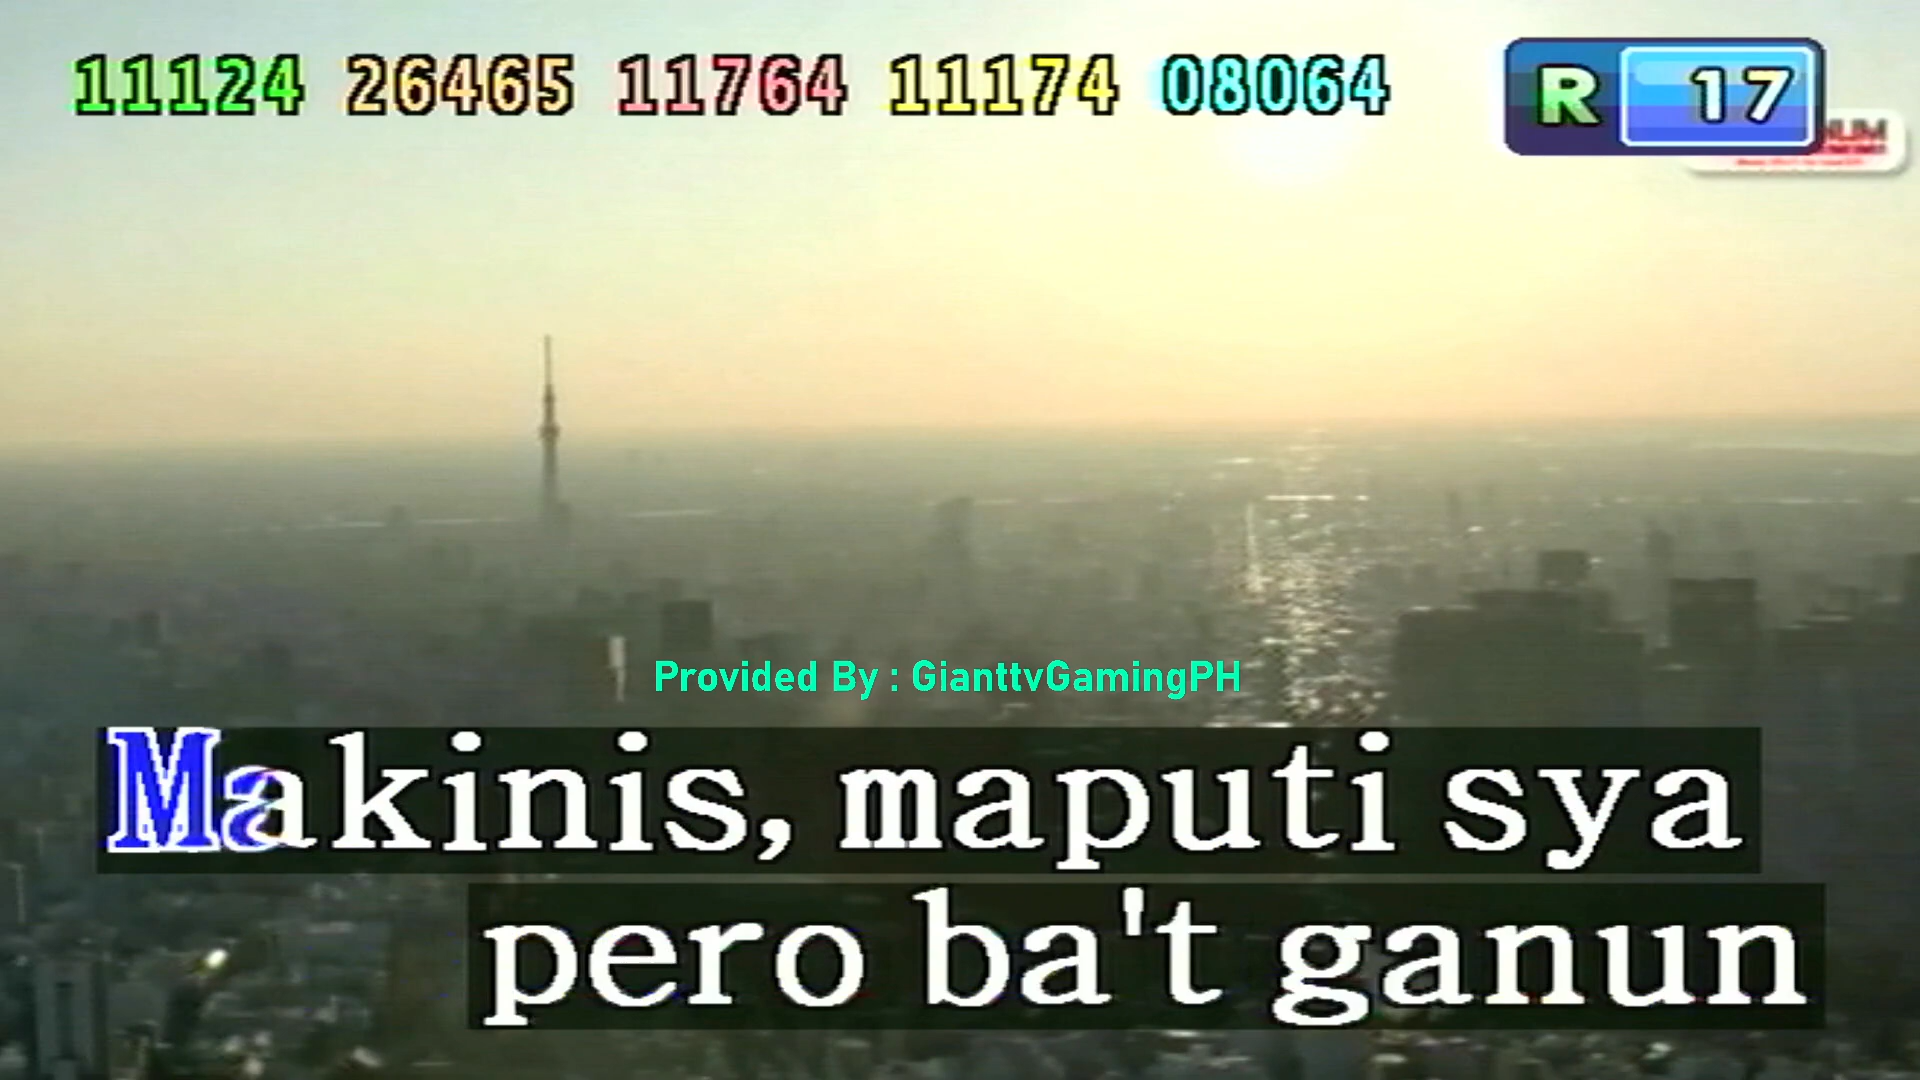 11124 26465 11764 11174 08064 R 17
Provided By : GianttvGamingPH
Makinis, maputi sya
pero ba't ganun